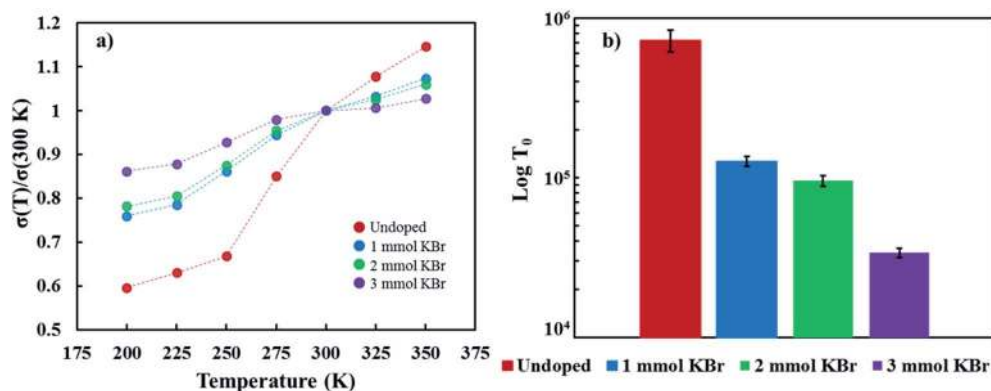 a)
1.2
1.1
1
0.9
0.8
0.7
0.6
0.5
σ(T)/σ(300 K)
175 200 225 250 275 300 325 350 375
Temperature (K)
Undoped
1 mmol KBr
2 mmol KBr
3 mmol KBr
b)
10⁶
10⁵
10⁴
Log T₀
Undoped 1 mmol KBr 2 mmol KBr 3 mmol KBr